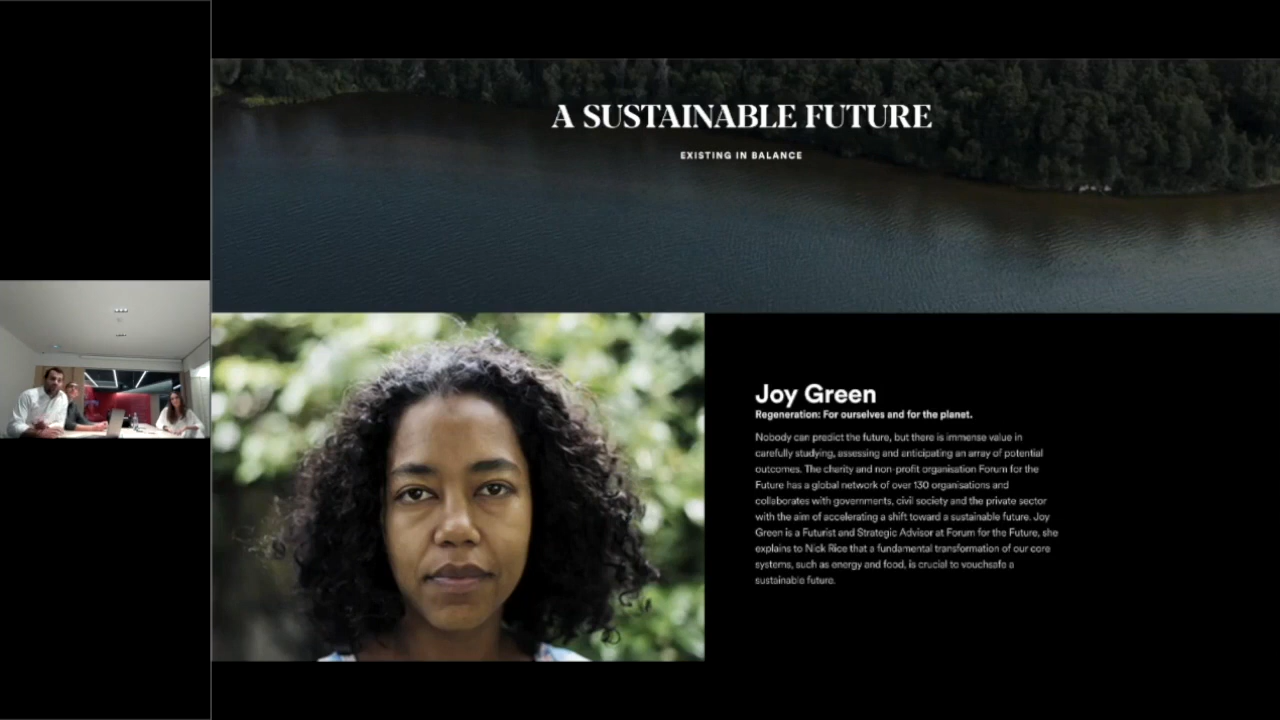 A SUSTAINABLE FUTURE
EXISTING IN BALANCE
Joy Green
Regeneration: For ourselves and for the planet.
Nobody can predict the future, but there is immense value in
carefully studying, assessing and anticipating an array of potential
outcomes. The charity and non-profit organisation Forum for the
Future has a global network of over 130 organisations and
collaborates with governments, civil society and the private sector
with the aim of accelerating a shift toward a sustainable future. Joy
Green is a Futurist and Strategic Advisor at Forum for the Future, she
explains to Nick Rice that a fundamental transformation of our core
systems, such as energy and food, is crucial to vouchsafe a
sustainable future.